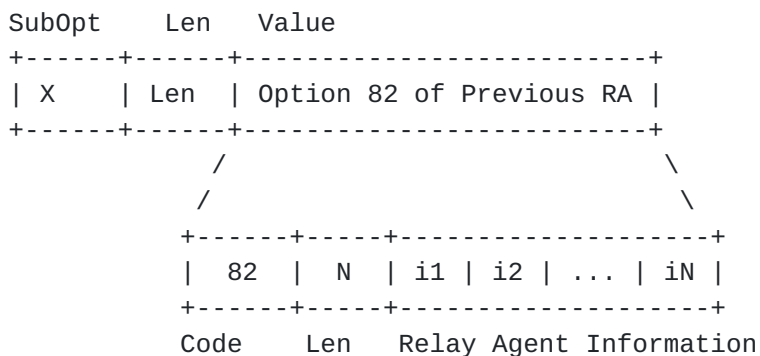 SubOpt    Len   Value
+------+------+--------------------------+
| X    | Len  | Option 82 of Previous RA |
+------+------+--------------------------+
             /                            \
            /                              \
           +------+-----+--------------------+
           |  82  |  N  | i1 | i2 | ... | iN |
           +------+-----+--------------------+
           Code    Len   Relay Agent Information